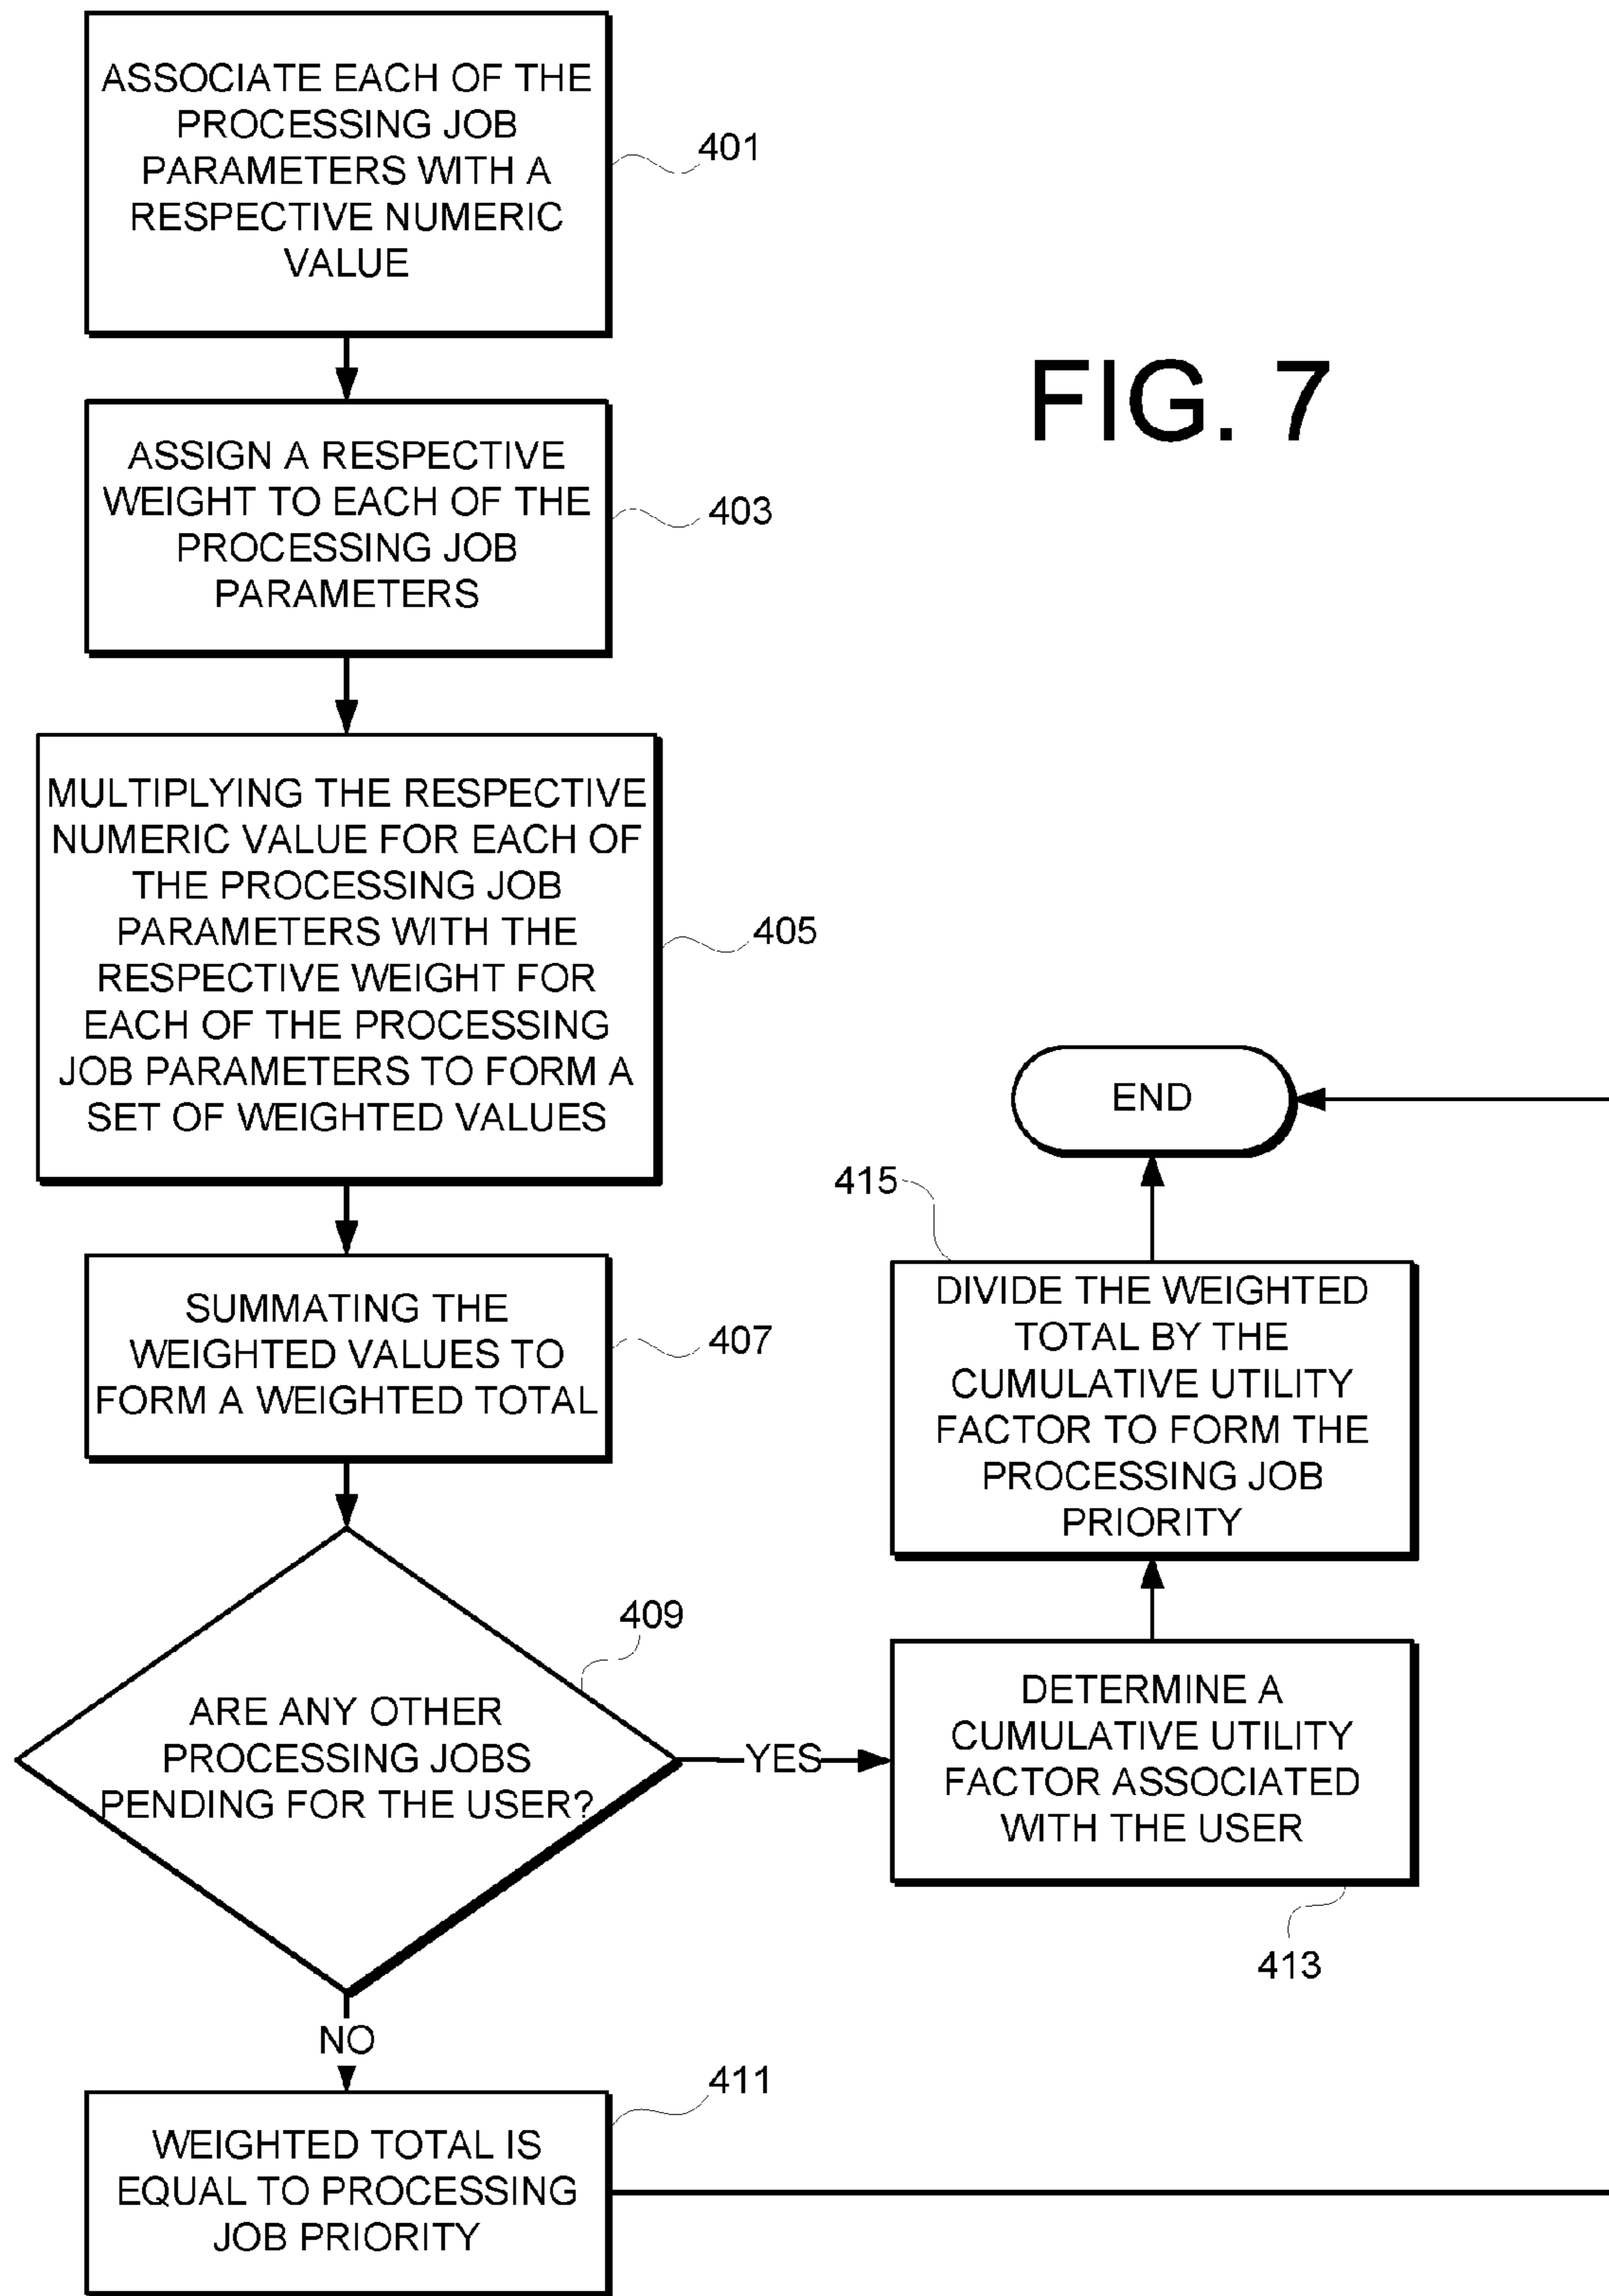 ASSOCIATE EACH OF THE
PROCESSING JOB
PARAMETERS WITH A
RESPECTIVE NUMERIC
VALUE
401
FIG. 7
ASSIGN A RESPECTIVE
WEIGHT TO EACH OF THE
PROCESSING JOB
PARAMETERS
403
MULTIPLYING THE RESPECTIVE
NUMERIC VALUE FOR EACH OF
THE PROCESSING JOB
PARAMETERS WITH THE
RESPECTIVE WEIGHT FOR
EACH OF THE PROCESSING
JOB PARAMETERS TO FORM A
SET OF WEIGHTED VALUES
405
SUMMATING THE
WEIGHTED VALUES TO
FORM A WEIGHTED TOTAL
407
ARE ANY OTHER
PROCESSING JOBS
PENDING FOR THE USER?
409
NO
WEIGHTED TOTAL IS
EQUAL TO PROCESSING
JOB PRIORITY
411
YES
DETERMINE A
CUMULATIVE UTILITY
FACTOR ASSOCIATED
WITH THE USER
413
DIVIDE THE WEIGHTED
TOTAL BY THE
CUMULATIVE UTILITY
FACTOR TO FORM THE
PROCESSING JOB
PRIORITY
415
END